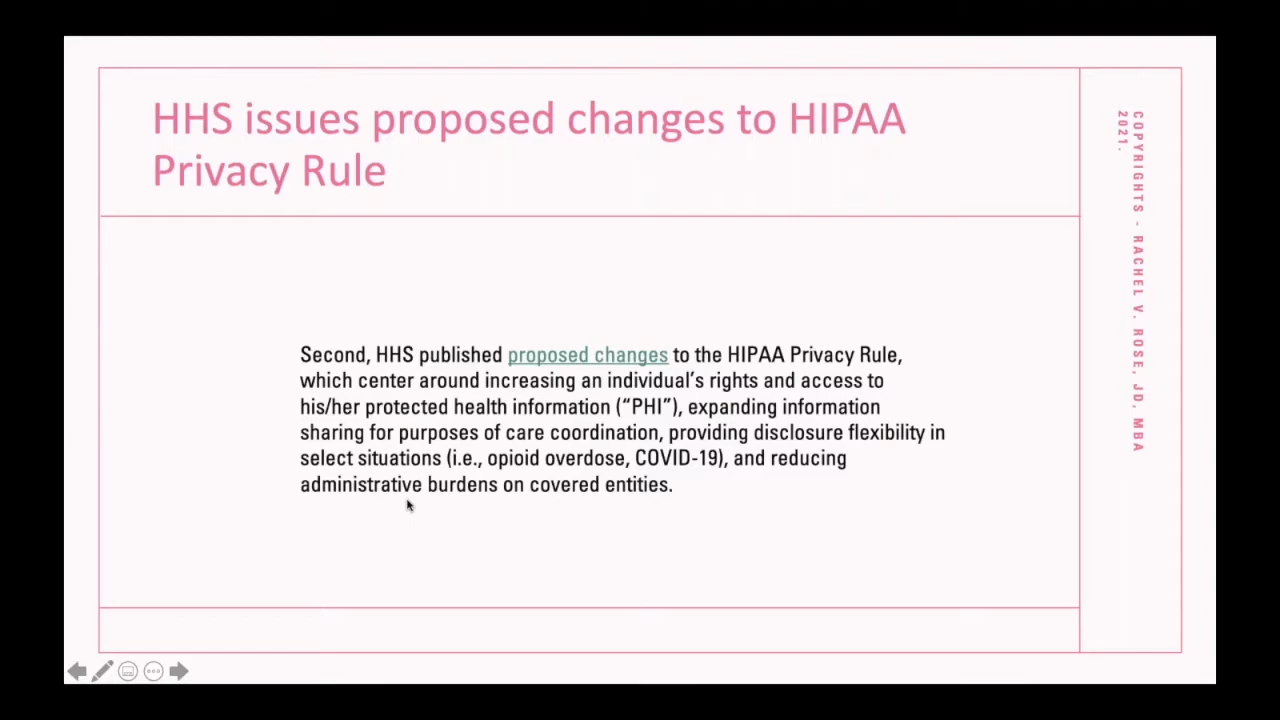 HHS issues proposed changes to HIPAA
Privacy Rule
Second, HHS published proposed changes to the HIPAA Privacy Rule,
which center around increasing an individual’s rights and access to
his/her protected health information (“PHI”), expanding information
sharing for purposes of care coordination, providing disclosure flexibility in
select situations (i.e., opioid overdose, COVID-19), and reducing
administrative burdens on covered entities.
COPYRIGHTS - RACHEL V. ROSE, JD, MBA
2021.